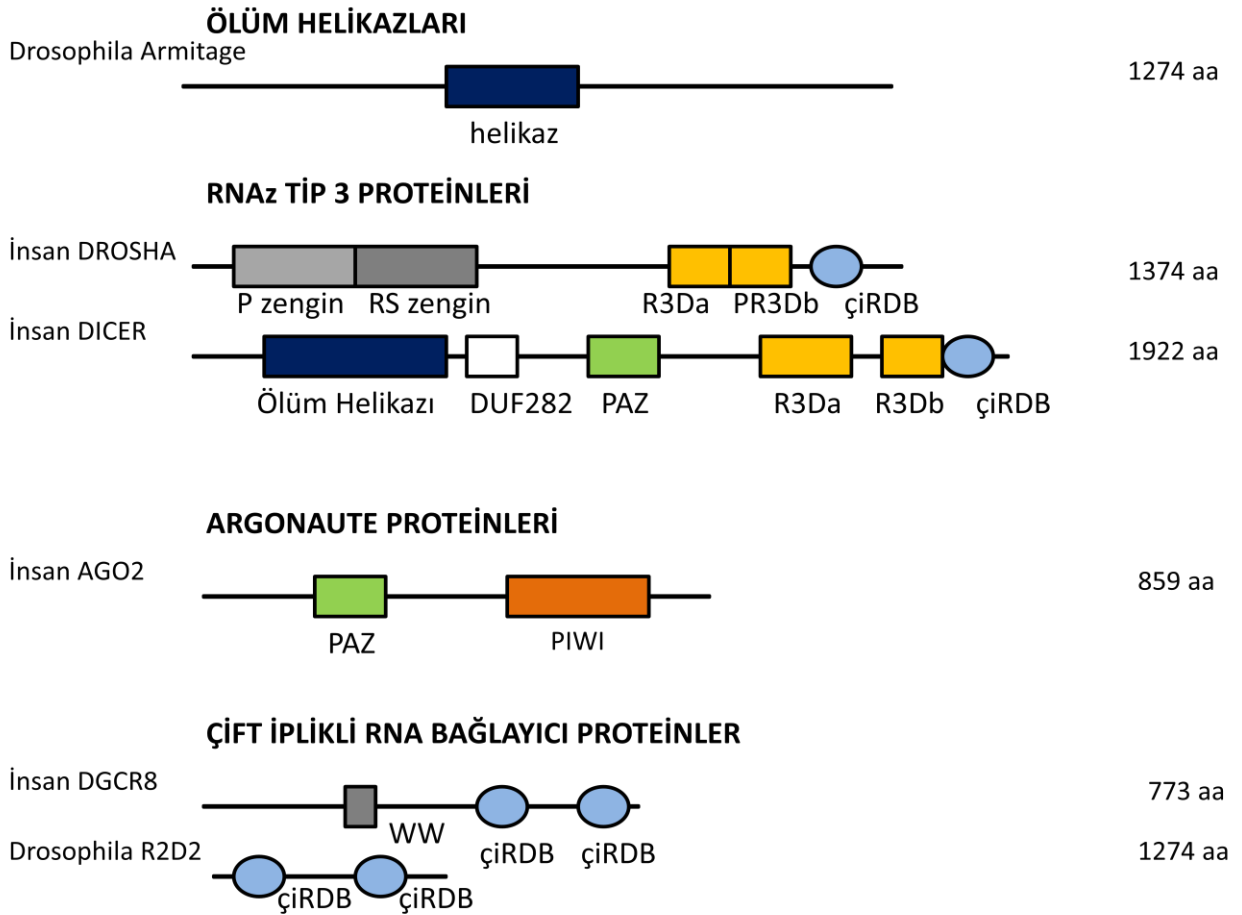 ÖLÜM HELİKAZLARI
Drosophila Armitage
1274 aa
helikaz
RNAz TİP 3 PROTEİNLERİ
İnsan DROSHA
1374 aa
P zengin RS zengin R3Da PR3Db çiRDB
İnsan DICER
1922 aa
Ölüm Helikazı DUF282 PAZ R3Da R3Db çiRDB
ARGONAUTE PROTEİNLERİ
İnsan AGO2
859 aa
PAZ PIWI
ÇİFT İPLİKLİ RNA BAĞLAYICI PROTEİNLER
İnsan DGCR8
773 aa
WW çiRDB çiRDB
Drosophila R2D2
1274 aa
çiRDB çiRDB